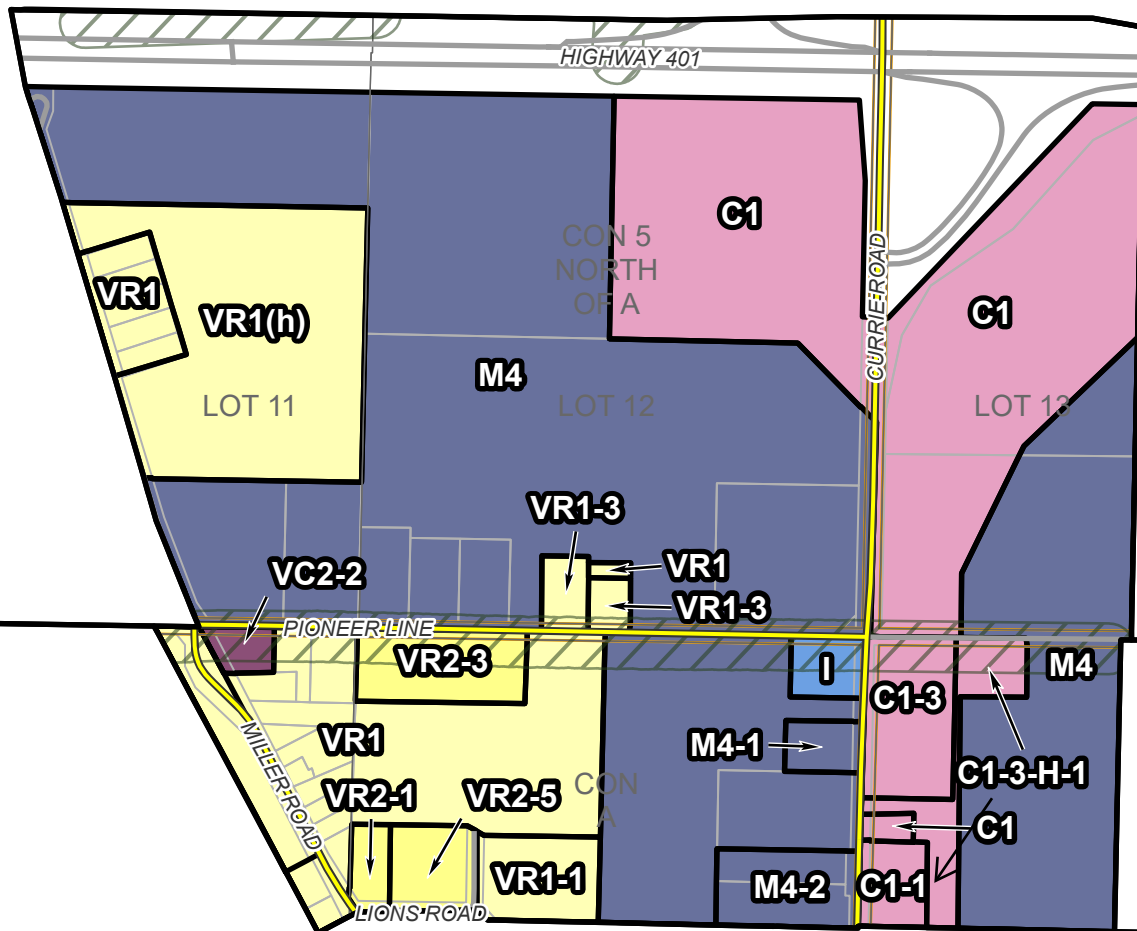 HIGHWAY 401
C1
CON 5
NORTH
OF A
CURRIE ROAD
VR1
VR1(h)
C1
M4
LOT 11
LOT 12
LOT 13
VR1-3
VC2-2
VR1
VR1-3
PIONEER LINE
VR2-3
I
M4
C1-3
MILLER ROAD
VR1
M4-1
C1-3-H-1
VR2-1
VR2-5
CON
A
C1
VR1-1
M4-2
C1-1
LIONS ROAD